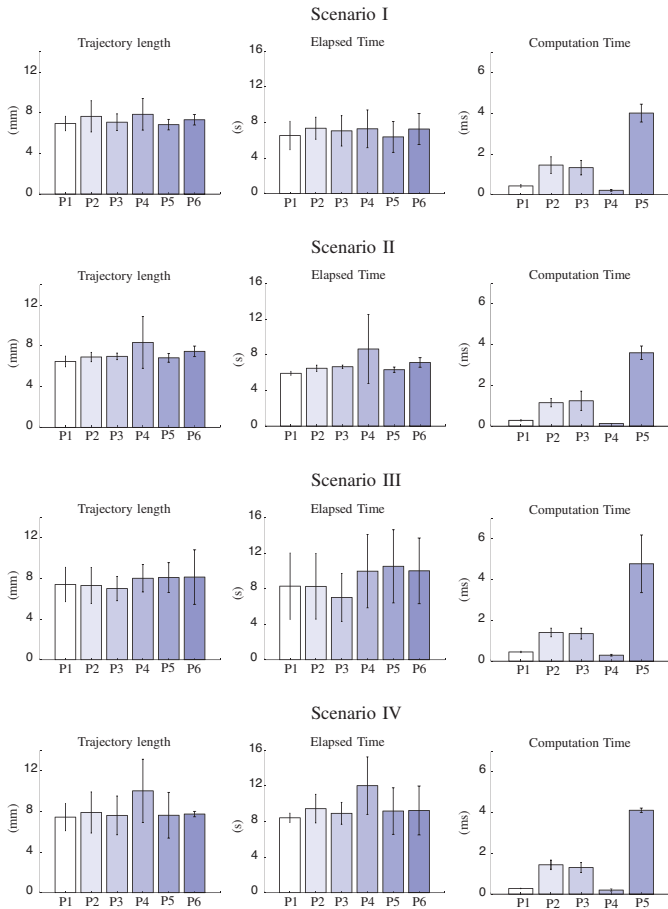 Scenario I
Trajectory length
Elapsed Time
Computation Time
(mm)
12
8
4
0
P1 P2 P3 P4 P5 P6
(s)
16
12
8
4
0
P1 P2 P3 P4 P5 P6
(ms)
6
4
2
0
P1 P2 P3 P4 P5
Scenario II
Trajectory length
Elapsed Time
Computation Time
(mm)
12
8
4
0
P1 P2 P3 P4 P5 P6
(s)
16
12
8
4
0
P1 P2 P3 P4 P5 P6
(ms)
6
4
2
0
P1 P2 P3 P4 P5
Scenario III
Trajectory length
Elapsed Time
Computation Time
(mm)
12
8
4
0
P1 P2 P3 P4 P5 P6
(s)
16
12
8
4
0
P1 P2 P3 P4 P5 P6
(ms)
6
4
2
0
P1 P2 P3 P4 P5
Scenario IV
Trajectory length
Elapsed Time
Computation Time
(mm)
12
8
4
0
P1 P2 P3 P4 P5 P6
(s)
16
12
8
4
0
P1 P2 P3 P4 P5 P6
(ms)
6
4
2
0
P1 P2 P3 P4 P5